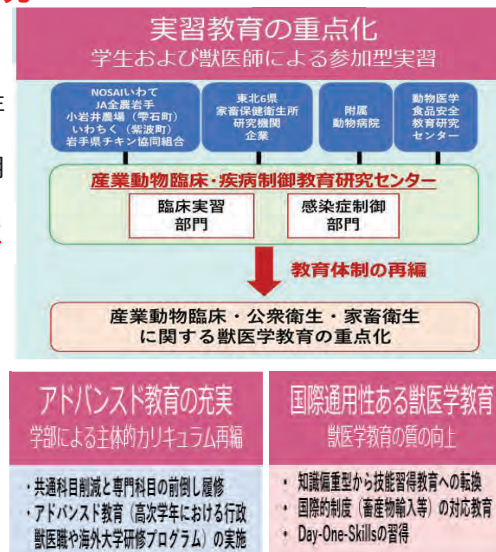 実習教育の重点化
学生および獣医師による参加型実習
NOSAIいわて
JA全農岩手
小岩井農場（雫石町）
いわちく（紫波町）
岩手県チキン協同組合
東北6県
家畜保健衛生所
研究機関
企業
附属
動物病院
動物医学
食品安全
教育研究
センター
産業動物臨床・疾病制御教育研究センター
臨床実習
部門
感染症制御
部門
教育体制の再編
産業動物臨床・公衆衛生・家畜衛生
に関する獣医学教育の重点化
アドバンスド教育の充実
学部による主体的カリキュラム再編
・共通科目削減と専門科目の前倒し履修
・アドバンスド教育（高次学年における行政
獣医職や海外大学研修プログラム）の実施
国際通用性ある獣医学教育
獣医学教育の質の向上
・ 知識偏重型から技能習得教育への転換
・ 国際的制度（畜産物輸入等）の対応教育
・ Day-One-Skillsの習得